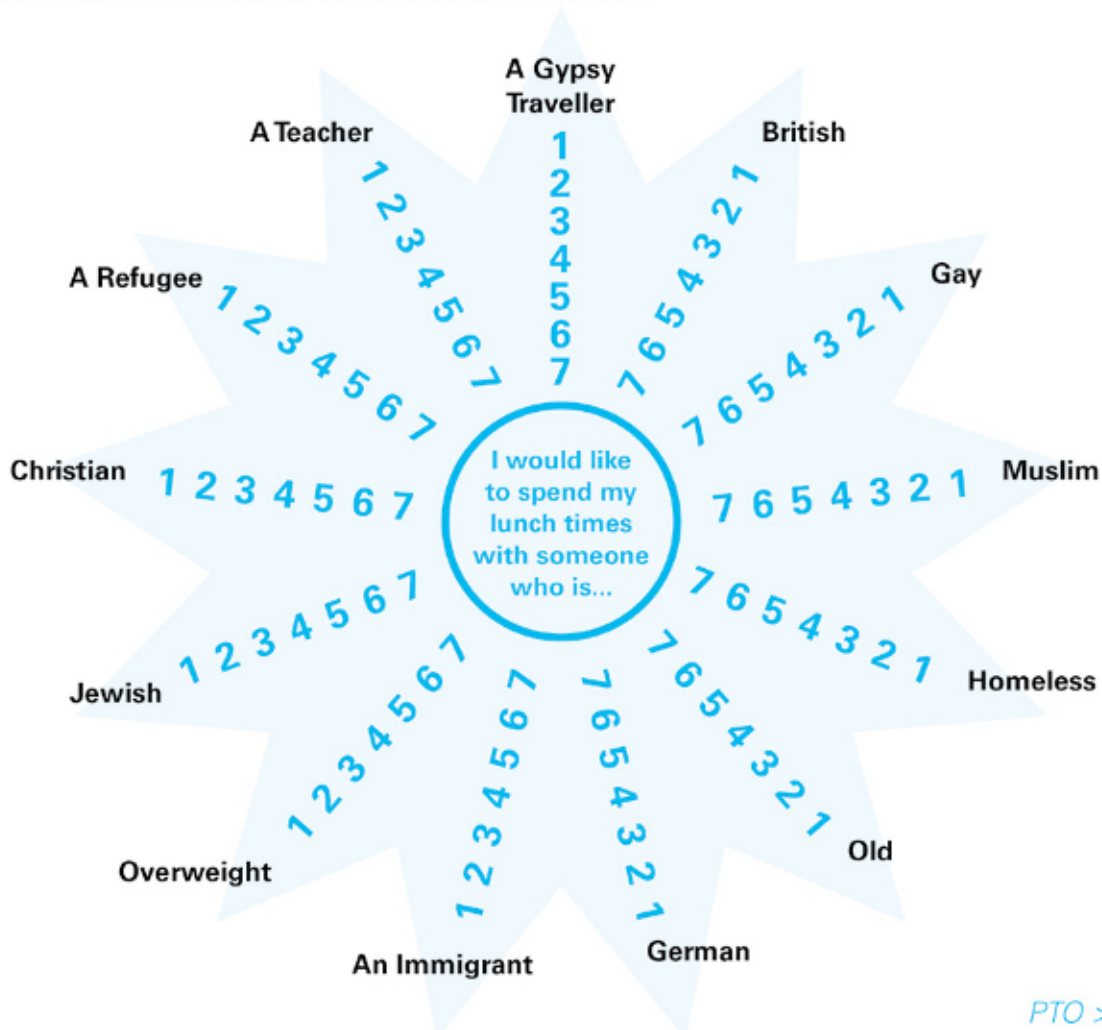 A Gypsy
Traveller
1
2
3
4
5
6
7
British
1 2 3 4 5 6 7
Gay
7 6 5 4 3 2 1
Muslim
7 6 5 4 3 2 1
Homeless
7 6 5 4 3 2 1
Old
7 6 5 4 3 2 1
German
7 6 5 4 3 2 1
An Immigrant
1 2 3 4 5 6 7
Overweight
1 2 3 4 5 6 7
Jewish
1 2 3 4 5 6 7
Christian
1 2 3 4 5 6 7
A Refugee
1 2 3 4 5 6 7
A Teacher
1 2 3 4 5 6 7
I would like
to spend my
lunch times
with someone
who is...
PTO >